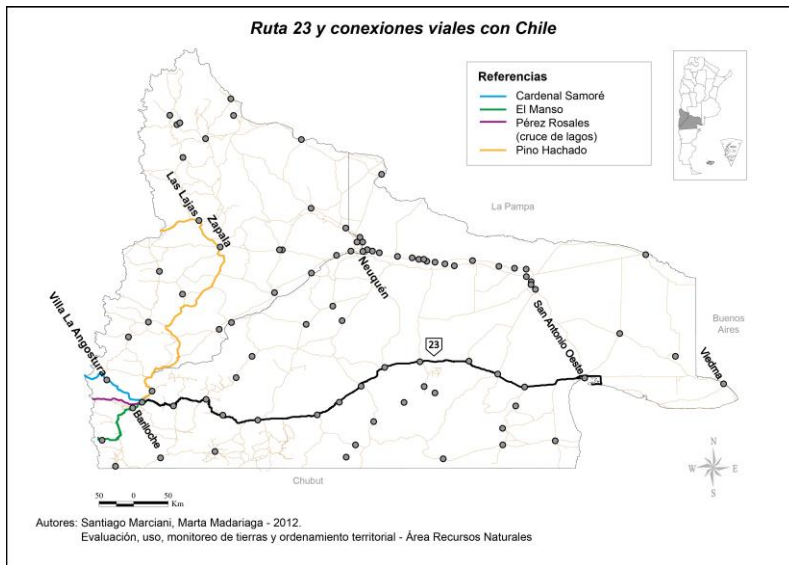 Ruta 23 y conexiones viales con Chile
Referencias
Cardenal Samoré
El Manso
Pérez Rosales
(cruce de lagos)
Pino Hachado
La Pampa
Las Lajas
Zapala
Neuquén
Villa La Angostura
San Antonio Oeste
Buenos
Aires
Viedma
23
Bariloche
Chubut
N
W
E
S
50
0
50
Km
Autores: Santiago Marciani, Marta Madariaga - 2012.
Evaluación, uso, monitoreo de tierras y ordenamiento territorial - Área Recursos Naturales